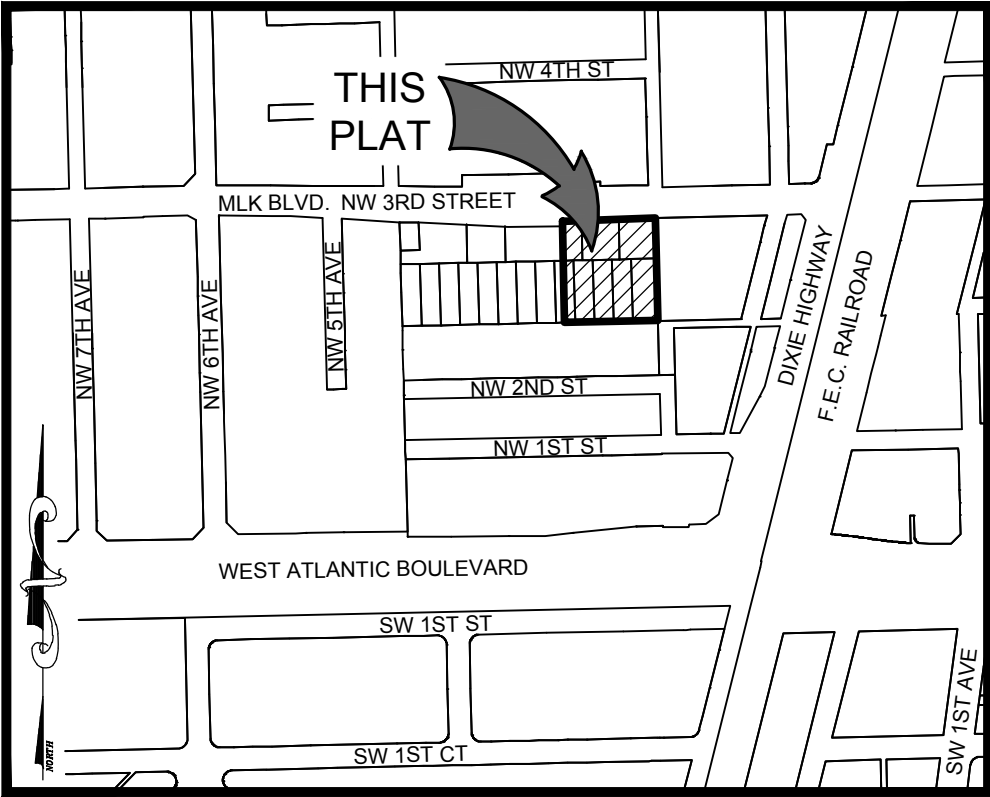 NW 4TH ST
THIS
PLAT
MLK BLVD. NW 3RD STREET
NW 7TH AVE
NW 6TH AVE
NW 5TH AVE
DIXIE HIGHWAY
F.E.C. RAILROAD
NW 2ND ST
NW 1ST ST
WEST ATLANTIC BOULEVARD
SW 1ST ST
SW 1ST AVE
SW 1ST CT
NORTH